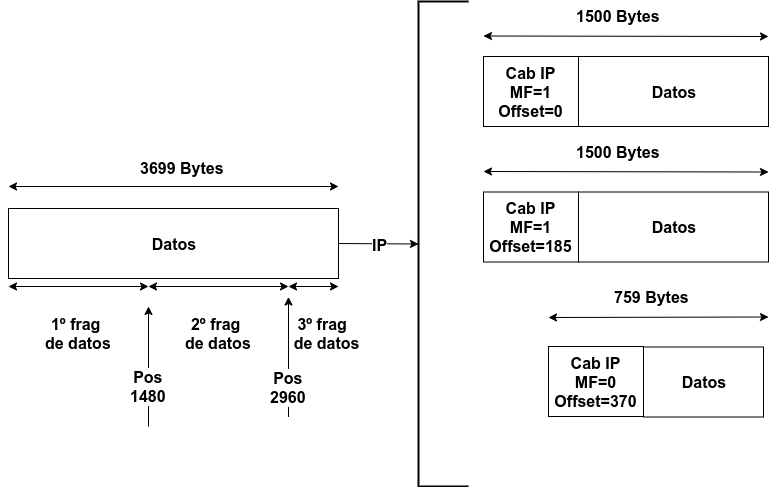 3699 Bytes
Datos
IP
1º frag
de datos
2º frag
de datos
3º frag
de datos
Pos
1480
Pos
2960
1500 Bytes
Cab IP
MF=1
Offset=0
Datos
1500 Bytes
Cab IP
MF=1
Offset=185
Datos
759 Bytes
Cab IP
MF=0
Offset=370
Datos